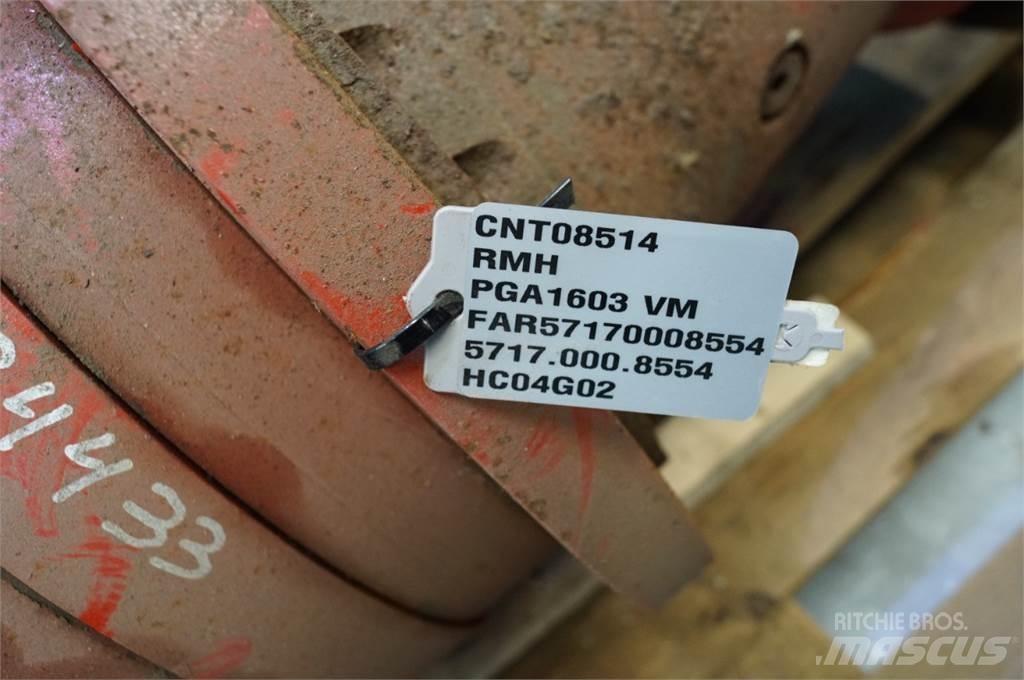 CNT08514
RMH
PGA1603 VM
FAR57170008554
5717.000.8554
HC04G02
K
4433
RITCHIE BROS.
MASCUS